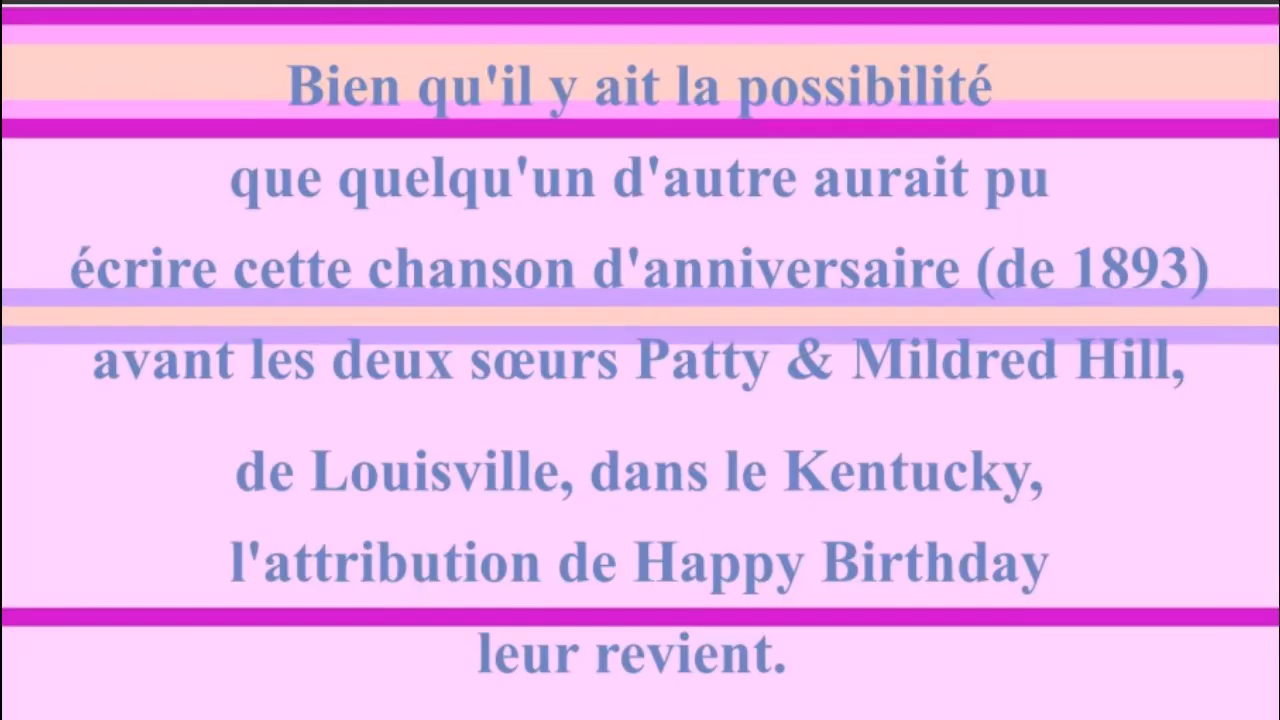 Bien qu'il y ait la possibilité
que quelqu'un d'autre aurait pu
écrire cette chanson d'anniversaire (de 1893)
avant les deux sœurs Patty & Mildred Hill,
de Louisville, dans le Kentucky,
l'attribution de Happy Birthday
leur revient.